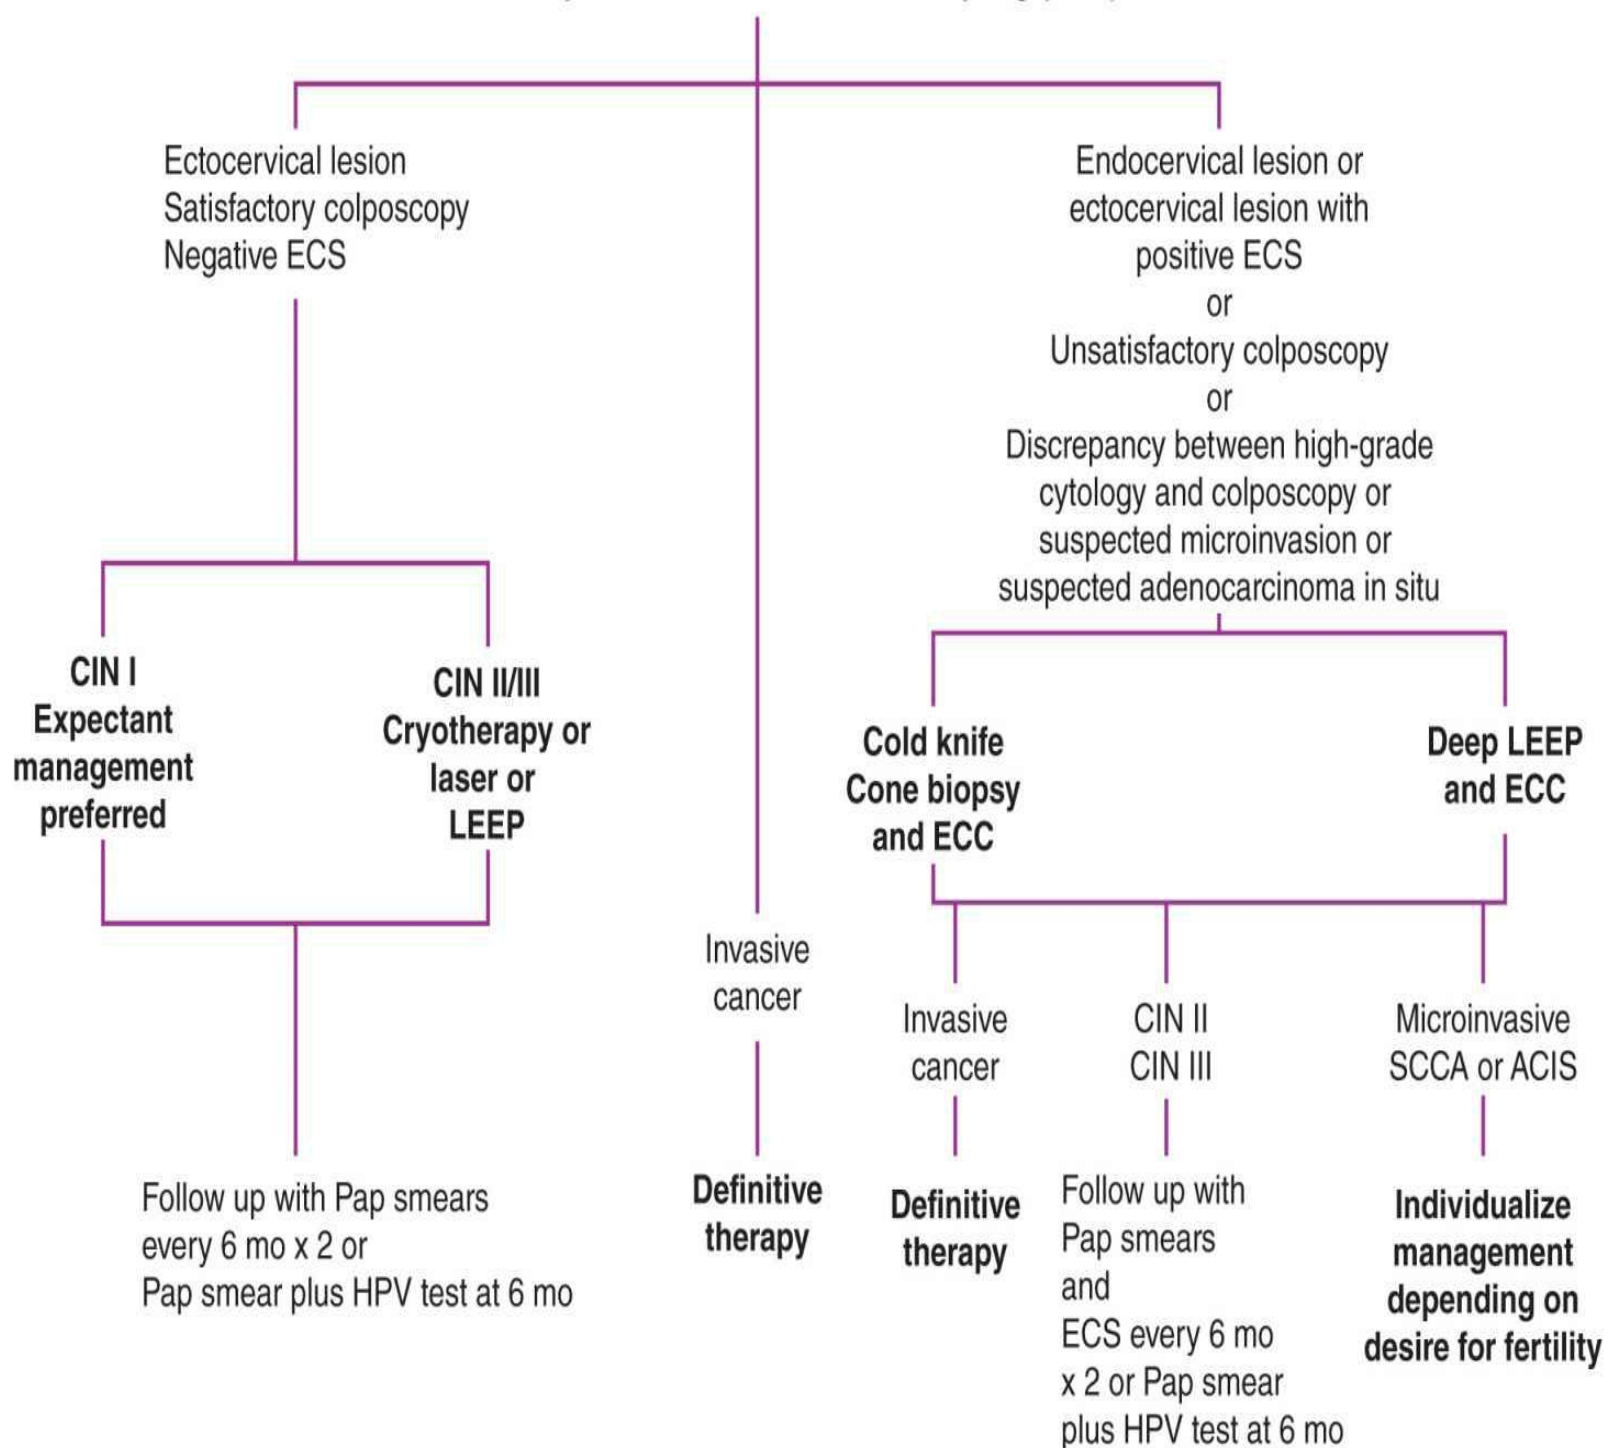 Ectocervical lesion
Satisfactory colposcopy
Negative ECS
Endocervical lesion or
ectocervical lesion with
positive ECS
or
Unsatisfactory colposcopy
or
Discrepancy between high-grade
cytology and colposcopy or
suspected microinvasion or
suspected adenocarcinoma in situ
CIN I
Expectant
management
preferred
CIN II/III
Cryotherapy or
laser or
LEEP
Cold knife
Cone biopsy
and ECC
Deep LEEP
and ECC
Invasive
cancer
Invasive
cancer
CIN II
CIN III
Microinvasive
SCCA or ACIS
Follow up with Pap smears
every 6 mo x 2 or
Pap smear plus HPV test at 6 mo
Definitive
therapy
Definitive
therapy
Follow up with
Pap smears
and
ECS every 6 mo
x 2 or Pap smear
plus HPV test at 6 mo
Individualize
management
depending on
desire for fertility